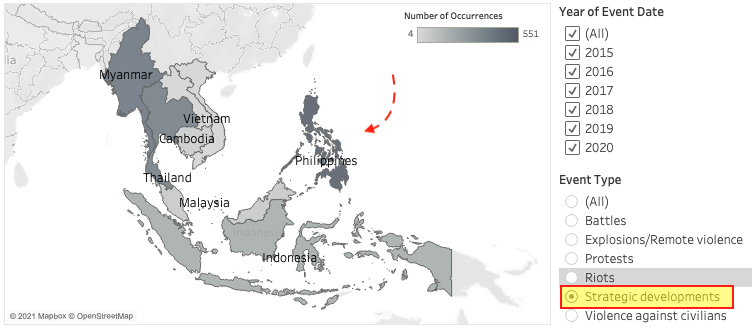 Number of Occurrences
4 551
Myanmar
Vietnam
Cambodia
Philippines
Thailand
Malaysia
Indonesia
Indonesia
© 2021 Mapbox © OpenStreetMap
Year of Event Date
(All)
2015
2016
2017
2018
2019
2020
Event Type
(All)
Battles
Explosions/Remote violence
Protests
Riots
Strategic developments
Violence against civilians